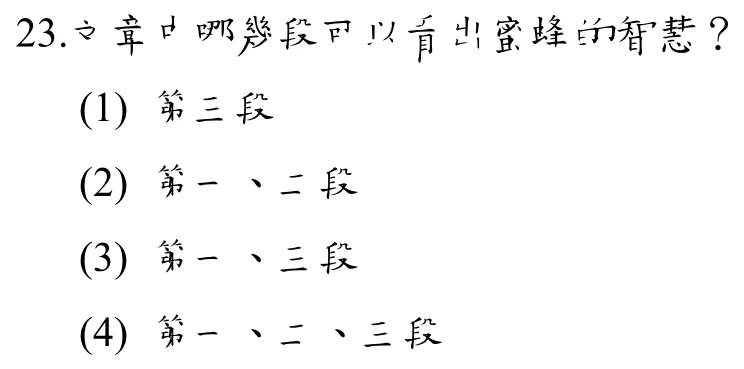 23.文章中哪幾段可以看出蜜蜂的智慧？
(1) 第三段
(2) 第一、二段
(3) 第一、三段
(4) 第一、二、三段